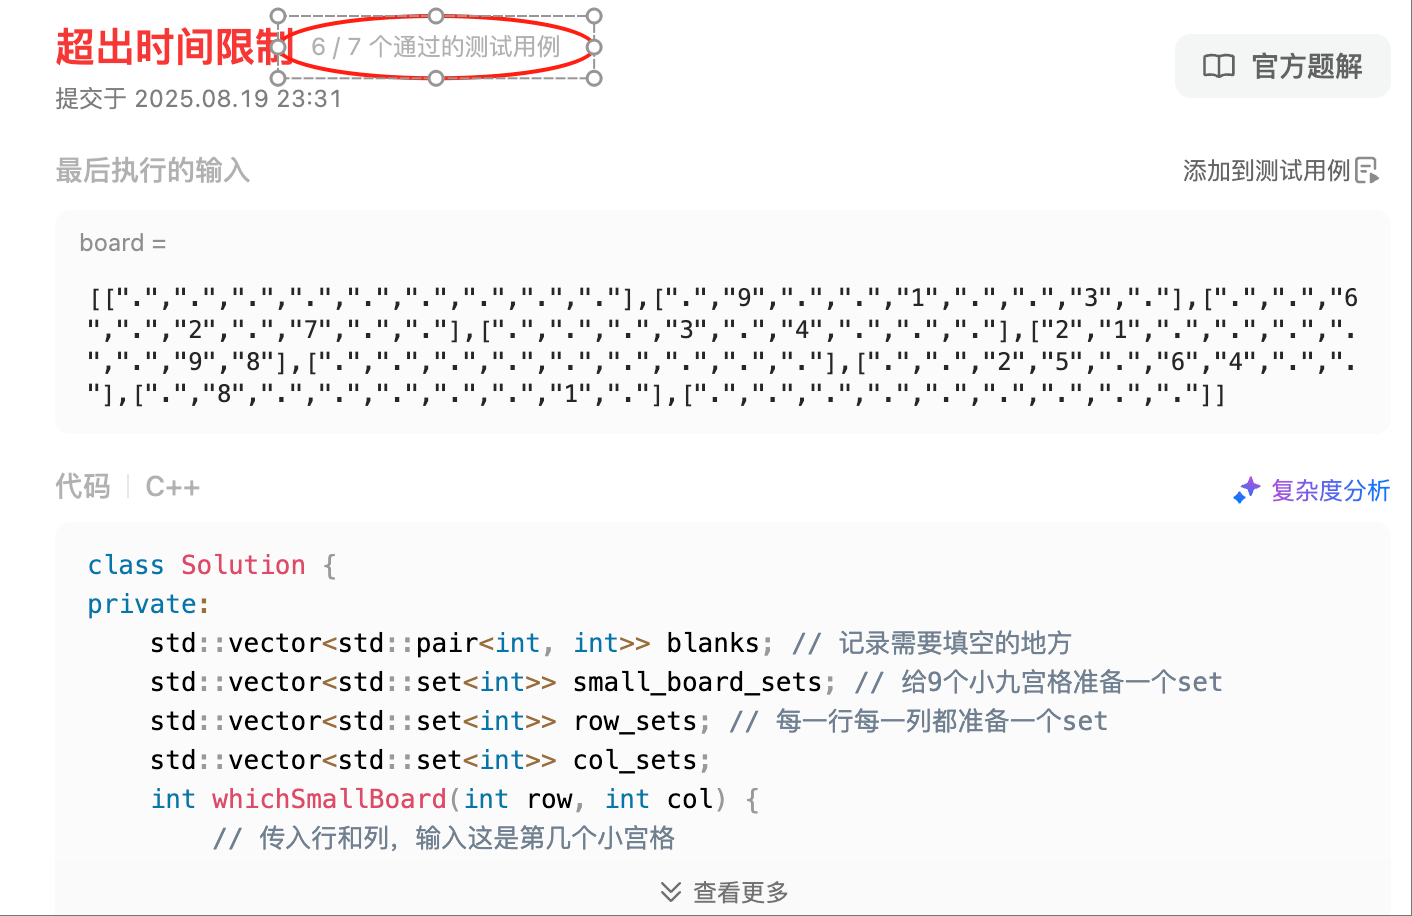 超出时间限制 6 / 7 个通过的测试用例
官方题解
提交于 2025.08.19 23:31
最后执行的输入
添加到测试用例
board =
[[".",".",".",".",".",".",".",".","."],[".","9",".",".","1",".",".","3","."],[".",".","6
",".","2",".","7",".","."],[".",".",".","3",".","4",".",".","."],["2","1",".",".",".",".
",".","9","8"],[".",".",".",".",".",".",".",".","."],[".",".","2","5",".","6","4",".",".
"],[".","8",".",".",".",".",".","1","."],[".",".",".",".",".",".",".",".","."]]
代码 C++
复杂度分析
class Solution {
private:
    std::vector<std::pair<int, int>> blanks; // 记录需要填空的地方
    std::vector<std::set<int>> small_board_sets; // 给9个小九宫格准备一个set
    std::vector<std::set<int>> row_sets; // 每一行每一列都准备一个set
    std::vector<std::set<int>> col_sets;
    int whichSmallBoard(int row, int col) {
        // 传入行和列，输入这是第几个小宫格
查看更多